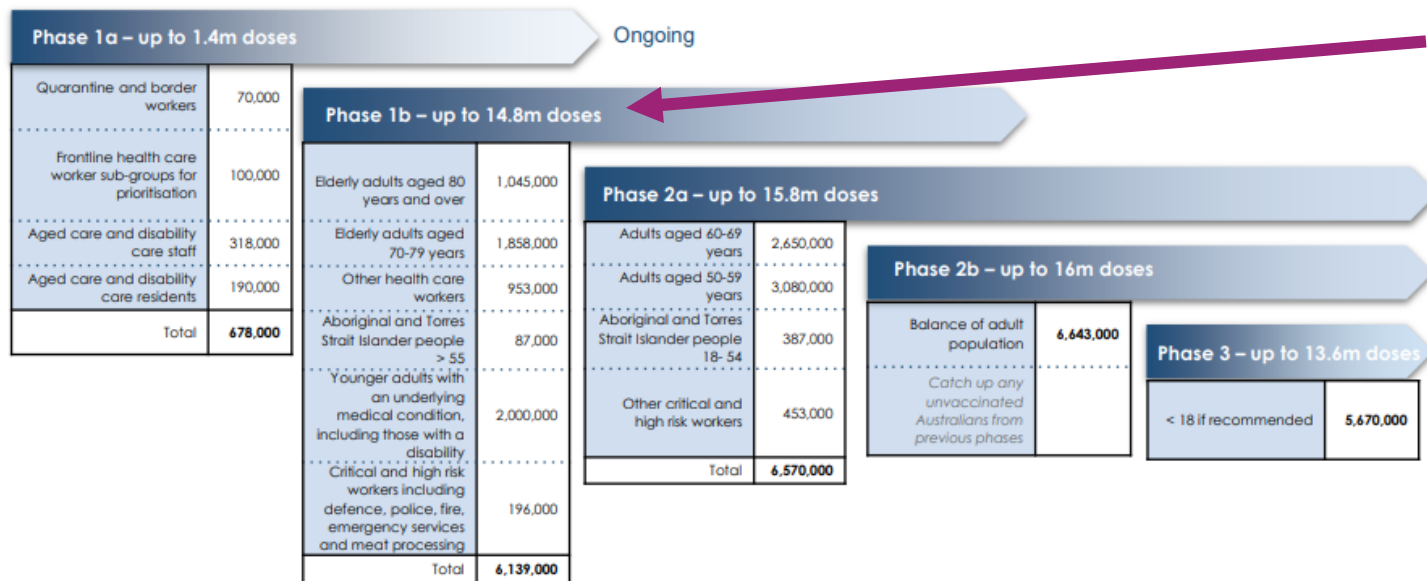 Phase 1a – up to 1.4m doses
Ongoing
Quarantine and border
workers
70,000
Frontline health care
worker sub-groups for
prioritisation
100,000
Aged care and disability
care staff
318,000
Aged care and disability
care residents
190,000
Total
678,000
Phase 1b – up to 14.8m doses
Elderly adults aged 80
years and over
1,045,000
Elderly adults aged
70-79 years
1,858,000
Other health care
workers
953,000
Aboriginal and Torres
Strait Islander people
> 55
87,000
Younger adults with
an underlying
medical condition,
including those with a
disability
2,000,000
Critical and high risk
workers including
defence, police, fire,
emergency services
and meat processing
196,000
Total
6,139,000
Phase 2a – up to 15.8m doses
Adults aged 60-69
years
2,650,000
Adults aged 50-59
years
3,080,000
Aboriginal and Torres
Strait Islander people
18- 54
387,000
Other critical and
high risk workers
453,000
Total
6,570,000
Phase 2b – up to 16m doses
Balance of adult
population
6,643,000
Catch up any
unvaccinated
Australians from
previous phases
Phase 3 – up to 13.6m doses
< 18 if recommended
5,670,000